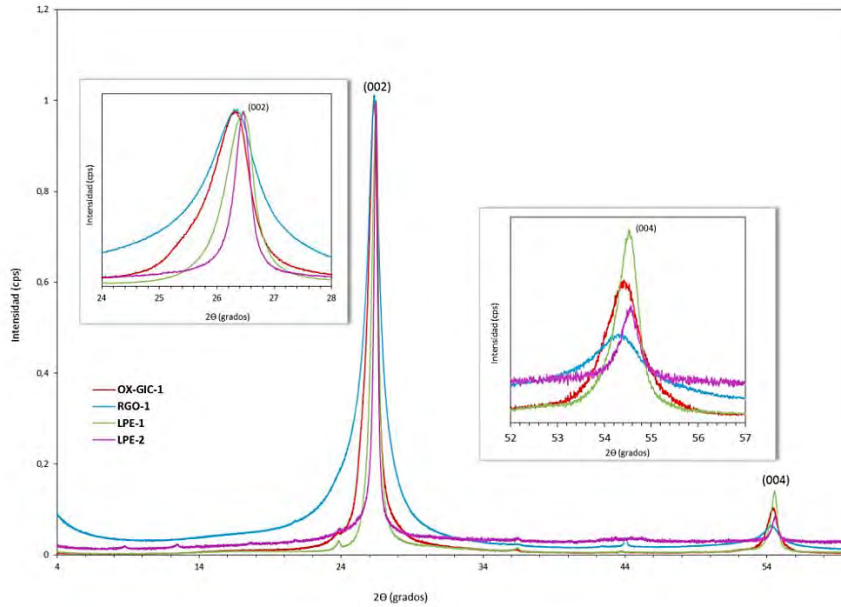 1,2
1
0,8
0,6
0,4
0,2
0
Intensidad (cps)
4
14
24
34
44
54
2Θ (grados)
(002)
(004)
OX-GIC-1
RGO-1
LPE-1
LPE-2
(002)
Intensidad (cps)
24
25
26
27
28
2Θ (grados)
(004)
Intensidad (cps)
52
53
54
55
56
57
2Θ (grados)